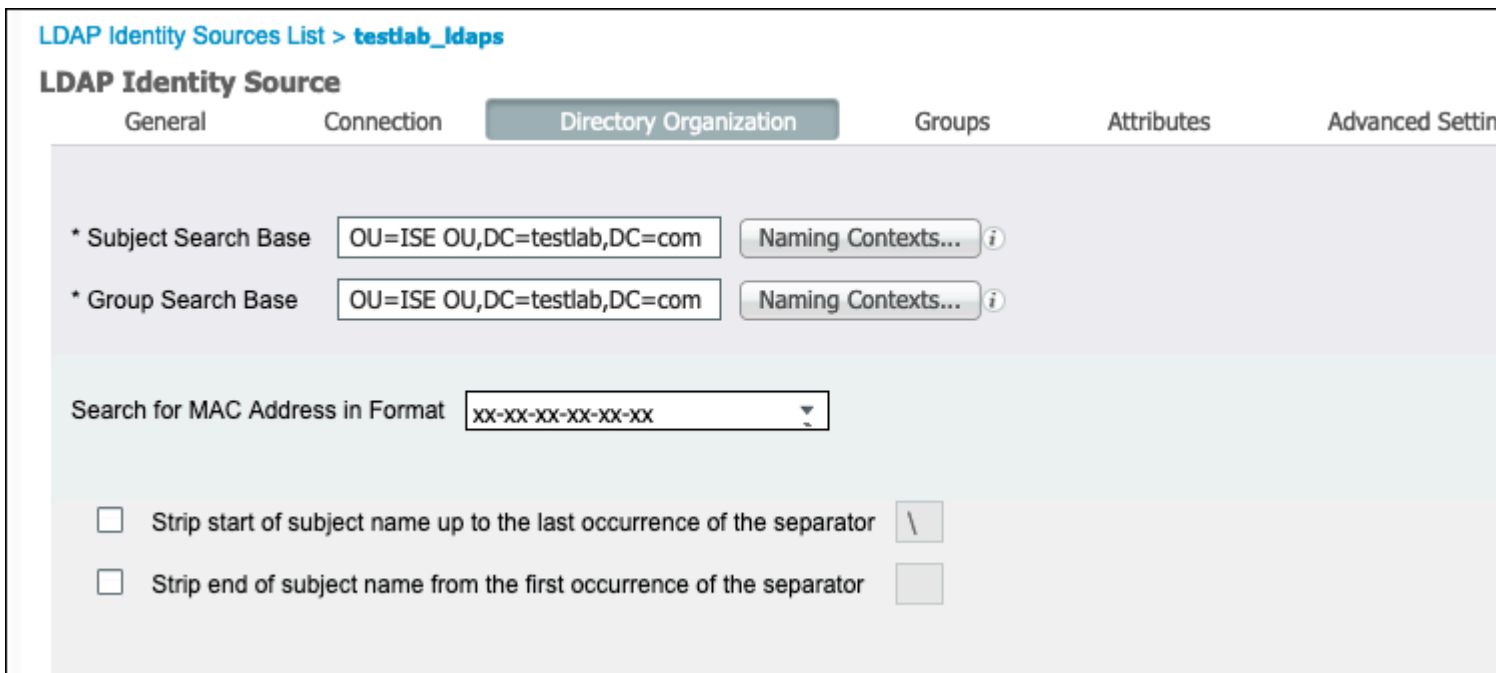 LDAP Identity Sources List > testlab_ldaps
LDAP Identity Source
General Connection Directory Organization Groups Attributes Advanced Settin
* Subject Search Base OU=ISE OU,DC=testlab,DC=com Naming Contexts... i
* Group Search Base OU=ISE OU,DC=testlab,DC=com Naming Contexts... i
Search for MAC Address in Format xx-xx-xx-xx-xx-xx
Strip start of subject name up to the last occurrence of the separator \
Strip end of subject name from the first occurrence of the separator